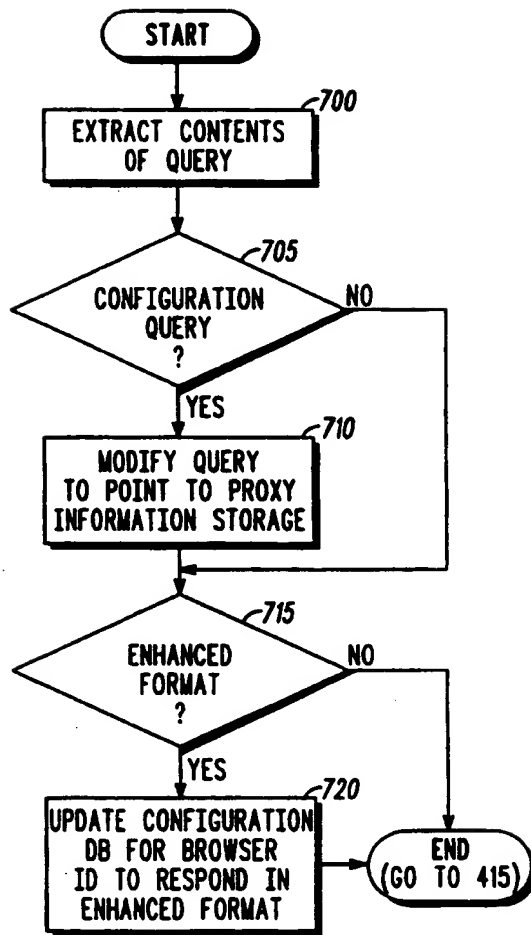 START
700
EXTRACT CONTENTS
OF QUERY
705
CONFIGURATION
QUERY
?
NO
YES
710
MODIFY QUERY
TO POINT TO PROXY
INFORMATION STORAGE
715
ENHANCED
FORMAT
?
NO
YES
720
UPDATE CONFIGURATION
DB FOR BROWSER
ID TO RESPOND IN
ENHANCED FORMAT
END
(GO TO 415)